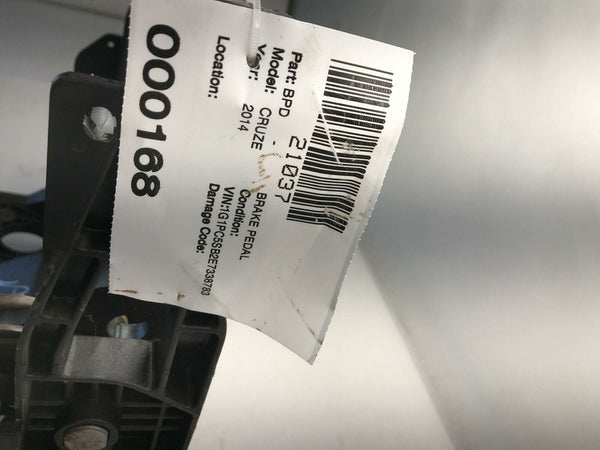 21037
Part: BPD - BRAKE PEDAL
Model: CRUZE Condition:
Year: 2014 VIN:1G1PC5SB2E7338783
Location: Damage Code:
000168